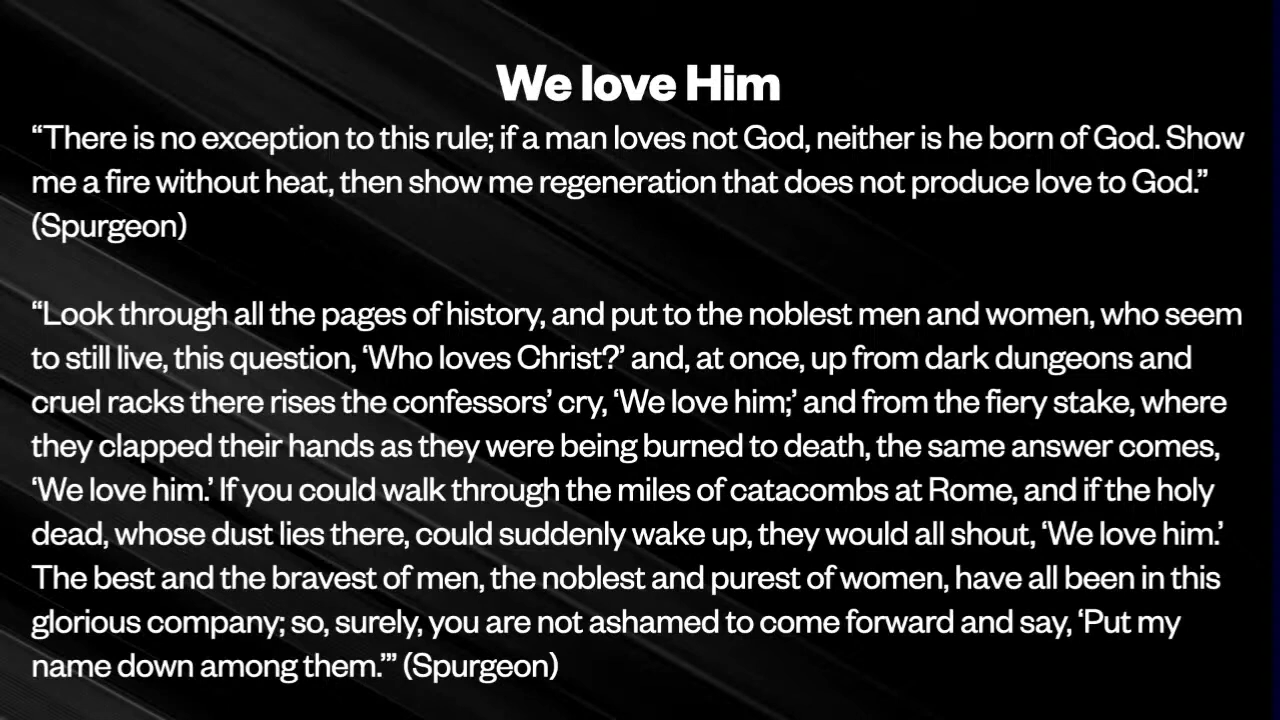 We love Him
“There is no exception to this rule; if a man loves not God, neither is he born of God. Show
me a fire without heat, then show me regeneration that does not produce love to God.”
(Spurgeon)
“Look through all the pages of history, and put to the noblest men and women, who seem
to still live, this question, ‘Who loves Christ?’ and, at once, up from dark dungeons and
cruel racks there rises the confessors’ cry, ‘We love him;’ and from the fiery stake, where
they clapped their hands as they were being burned to death, the same answer comes,
‘We love him.’ If you could walk through the miles of catacombs at Rome, and if the holy
dead, whose dust lies there, could suddenly wake up, they would all shout, ‘We love him.’
The best and the bravest of men, the noblest and purest of women, have all been in this
glorious company; so, surely, you are not ashamed to come forward and say, ‘Put my
name down among them.’” (Spurgeon)